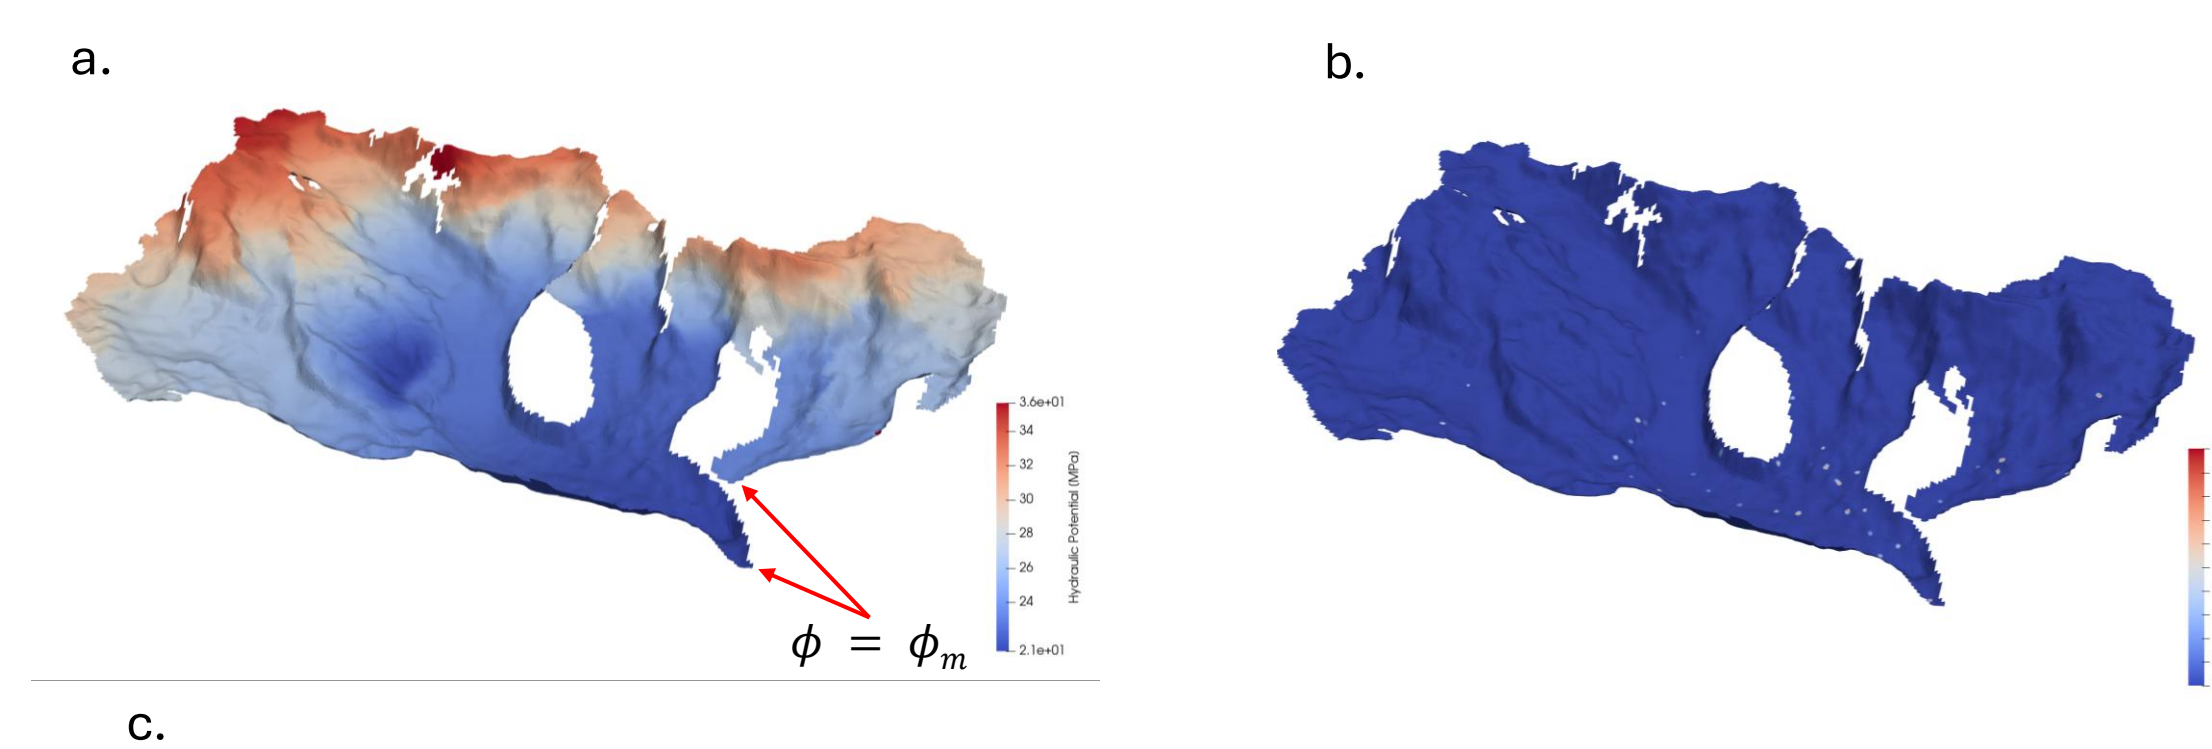 a.
b.
3.6e+01
34
32
30
28
26
24
2.1e+01
Hydraulic Potential (MPa)
ϕ = ϕm
c.